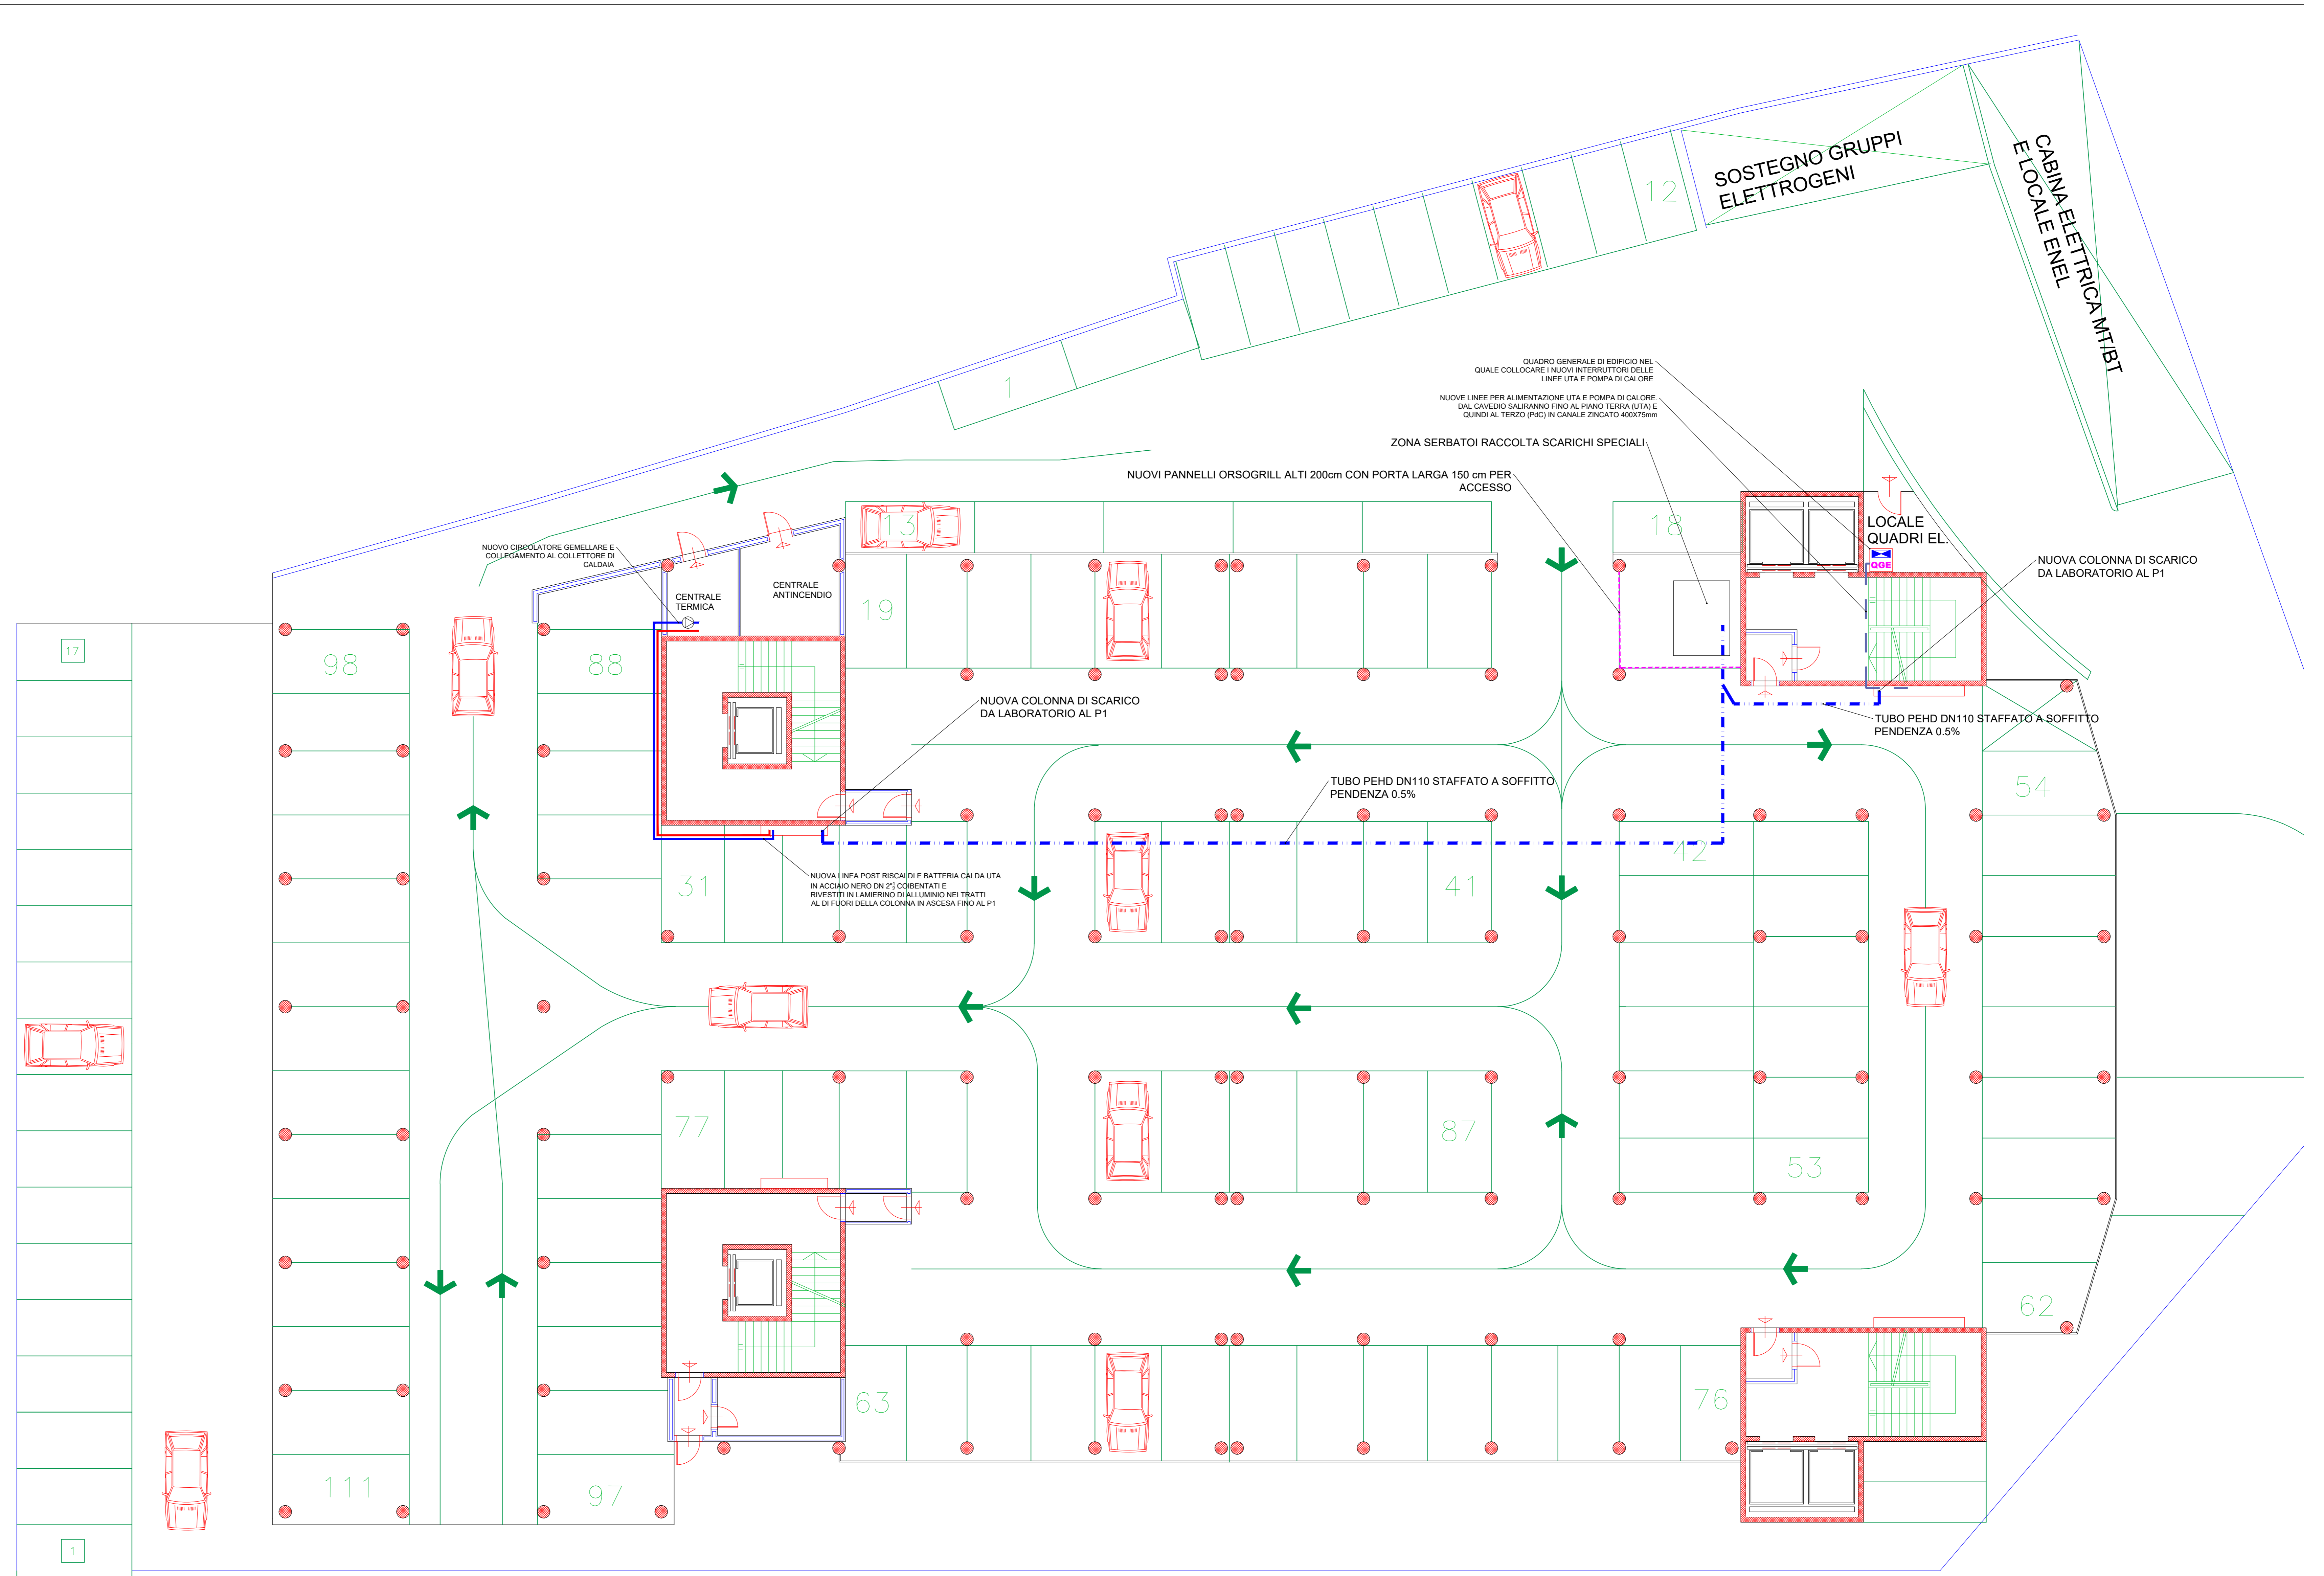 SOSTEGNO GRUPPI
ELETTROGENI
CABINA ELETTRICA MT/BT
E LOCALE ENEL
12
1
QUADRO GENERALE DI EDIFICIO NEL
QUALE COLLOCARE I NUOVI INTERRUTTORI DELLE
LINEE UTA E POMPA DI CALORE
NUOVE LINEE PER ALIMENTAZIONE UTA E POMPA DI CALORE.
DAL CAVEDIO SALIRANNO FINO AL PIANO TERRA (UTA) E
QUINDI AL TERZO (PdC) IN CANALE ZINCATO 400X75mm
ZONA SERBATOI RACCOLTA SCARICHI SPECIALI
NUOVI PANNELLI ORSOGRILL ALTI 200cm CON PORTA LARGA 150 cm PER
ACCESSO
13
18
LOCALE
QUADRI EL.
QGE
NUOVO CIRCOLATORE GEMELLARE E
COLLEGAMENTO AL COLLETTORE DI
CALDAIA
CENTRALE
TERMICA
CENTRALE
ANTINCENDIO
19
NUOVA COLONNA DI SCARICO
DA LABORATORIO AL P1
17
98
88
NUOVA COLONNA DI SCARICO
DA LABORATORIO AL P1
TUBO PEHD DN110 STAFFATO A SOFFITTO
PENDENZA 0.5%
TUBO PEHD DN110 STAFFATO A SOFFITTO
PENDENZA 0.5%
54
42
31
NUOVA LINEA POST RISCALDI E BATTERIA CALDA UTA
IN ACCIAIO NERO DN 2"½ COIBENTATI E
RIVESTITI IN LAMIERINO DI ALLUMINIO NEI TRATTI
AL DI FUORI DELLA COLONNA IN ASCESA FINO AL P1
41
77
87
53
62
63
76
111
97
1